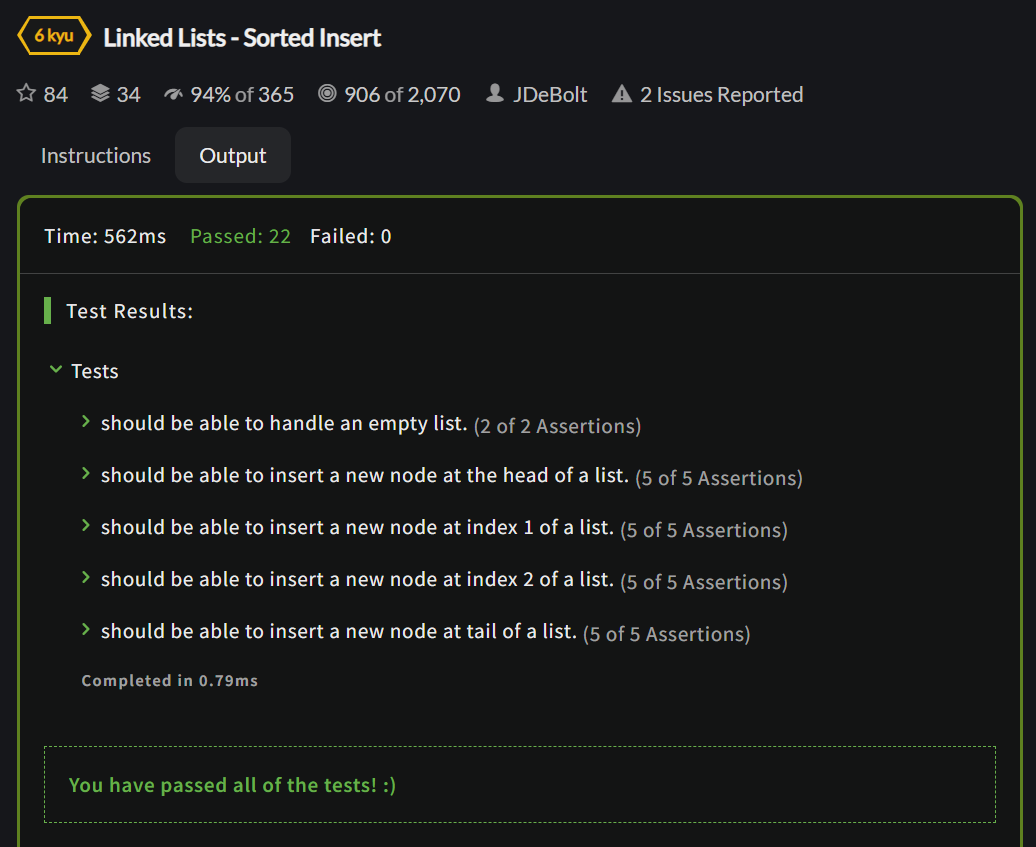 6 kyu Linked Lists - Sorted Insert
84 34 94% of 365 906 of 2,070 JDeBolt 2 Issues Reported
Instructions Output
Time: 562ms Passed: 22 Failed: 0
Test Results:
Tests
should be able to handle an empty list. (2 of 2 Assertions)
should be able to insert a new node at the head of a list. (5 of 5 Assertions)
should be able to insert a new node at index 1 of a list. (5 of 5 Assertions)
should be able to insert a new node at index 2 of a list. (5 of 5 Assertions)
should be able to insert a new node at tail of a list. (5 of 5 Assertions)
Completed in 0.79ms
You have passed all of the tests! :)